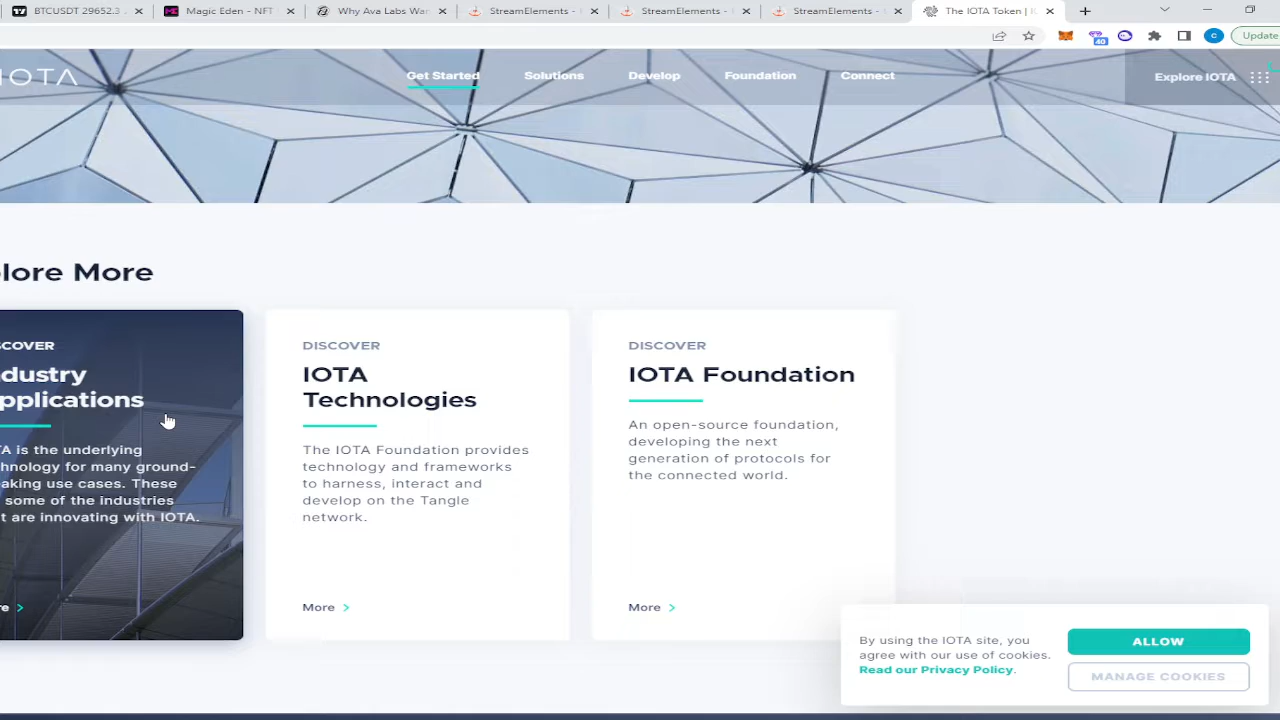 BTCUSDT 29652.3
Magic Eden - NFT
Why Ava Labs Wa
StreamElements -
StreamElements -
StreamElements -
The IOTA Token |
40
C
Update
IOTA
Get Started
Solutions
Develop
Foundation
Connect
Explore IOTA
lore More
COVER
dustry
pplications
A is the underlying
hnology for many ground-
aking use cases. These
some of the industries
t are innovating with IOTA.
e >
DISCOVER
IOTA
Technologies
The IOTA Foundation provides
technology and frameworks
to harness, interact and
develop on the Tangle
network.
More >
DISCOVER
IOTA Foundation
An open-source foundation,
developing the next
generation of protocols for
the connected world.
More >
By using the IOTA site, you
agree with our use of cookies.
Read our Privacy Policy.
ALLOW
MANAGE COOKIES